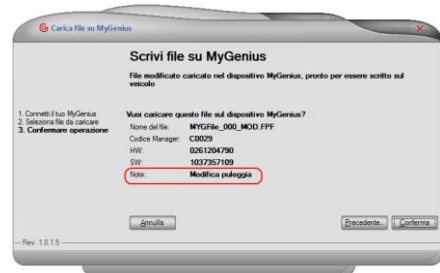 Carica file su MyGenius
Scrivi file su MyGenius
File modificato caricato nel dispositivo MyGenius, pronto per essere scritto sul
veicolo
1. Connetti il tuo MyGenius
2. Seleziona file da caricare
3. Confermare operazione
Vuoi caricare questo file sul dispositivo MyGenius?
Nome del file: MYGFile_000_MOD.FPF
Codice Manager: C0029
HW: 0261204790
SW: 1037357109
Note: Modifica puleggia
Annulla
Precedente
Conferma
Rev. 1.0.1.5